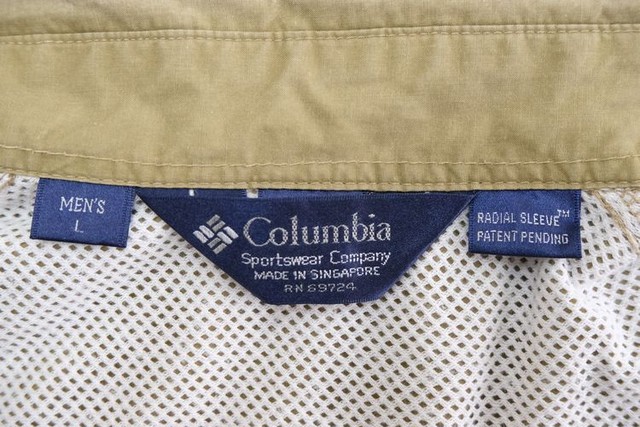 MEN'S
L
Columbia
Sportswear Company
MADE IN SINGAPORE
RN 69724
RADIAL SLEEVE™
PATENT PENDING